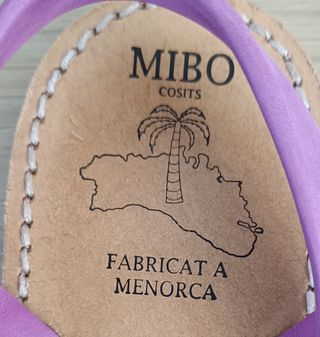 MIBO
COSITS
FABRICAT A
MENORCA